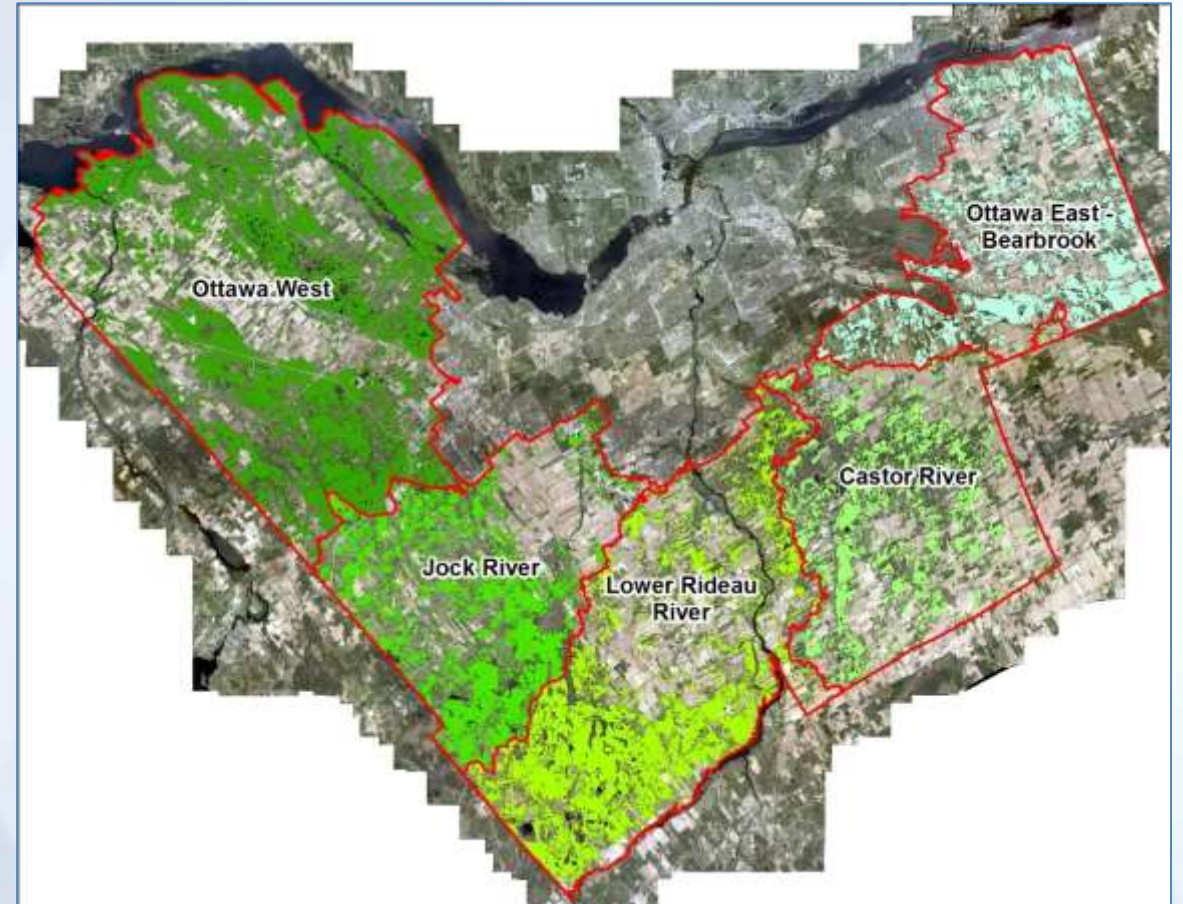 Ottawa West
Ottawa East -
Bearbrook
Castor River
Jock River
Lower Rideau
River